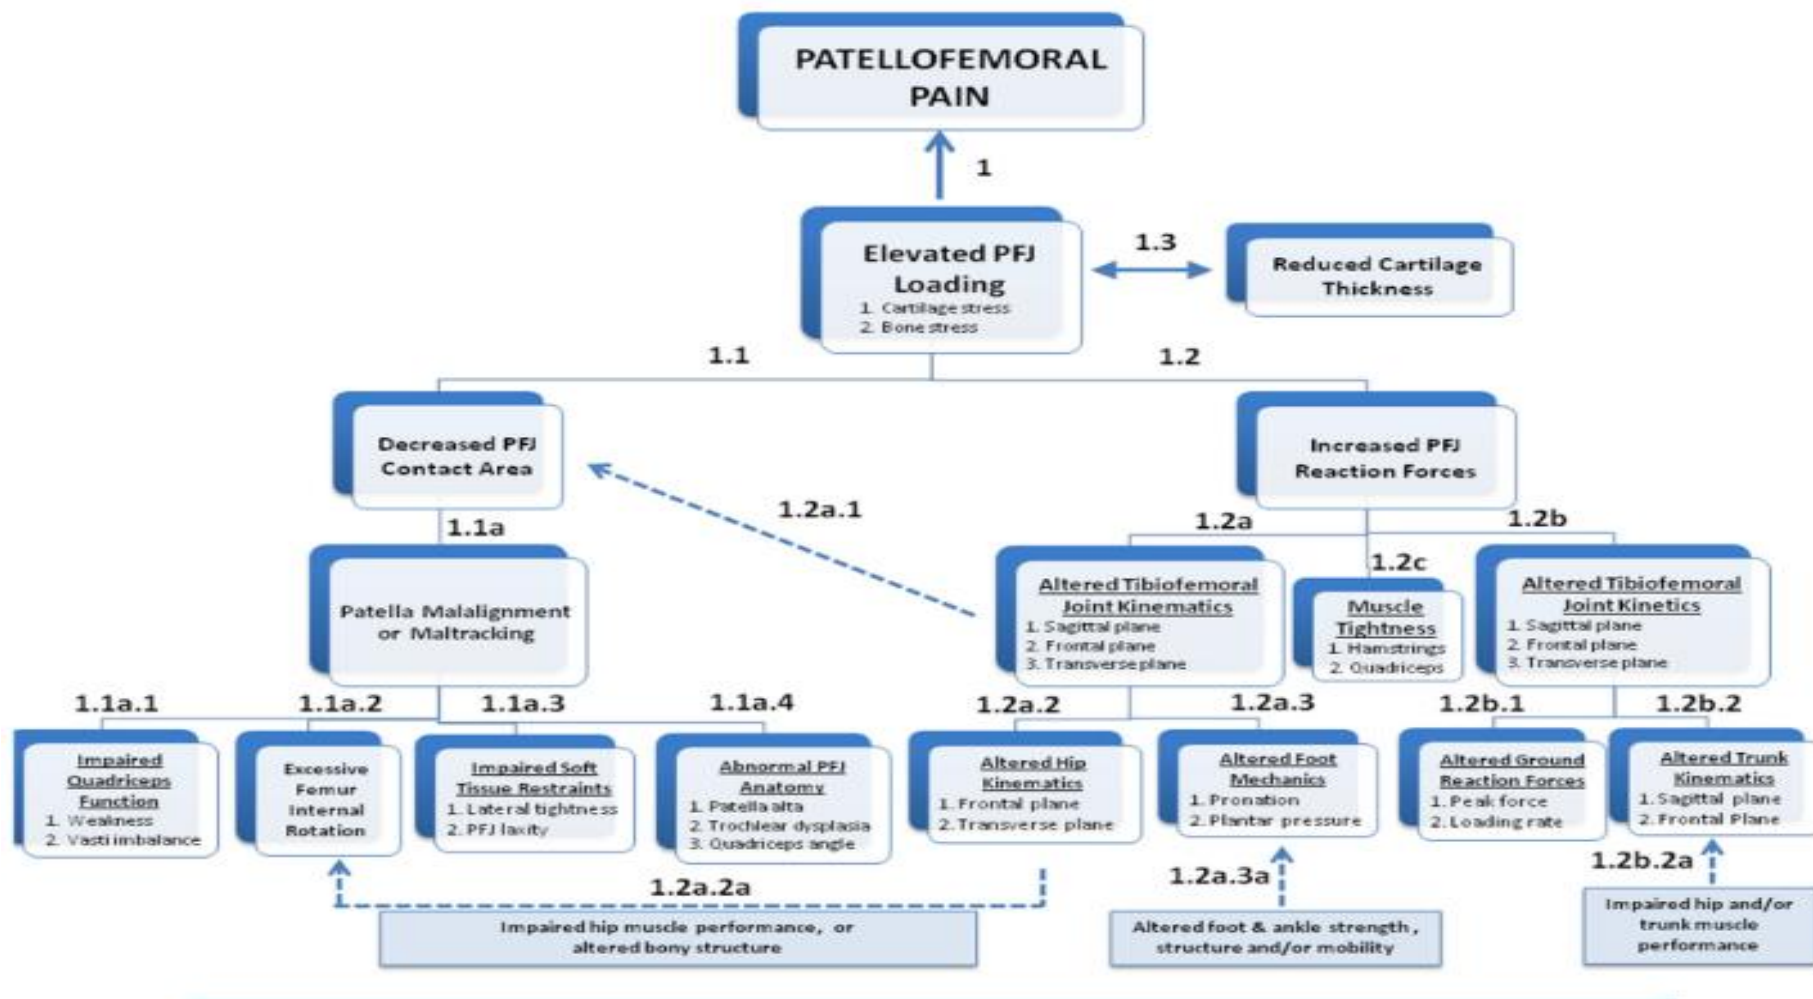 PATELLOFEMORAL
PAIN
1
Elevated PFJ
Loading
1. Cartilage stress
2. Bone stress
1.3
Reduced Cartilage
Thickness
1.1
1.2
Decreased PFJ
Contact Area
Increased PFJ
Reaction Forces
1.1a
1.2a.1
1.2a
1.2b
1.2c
Patella Malalignment
or Maltracking
Altered Tibiofemoral
Joint Kinematics
1. Sagittal plane
2. Frontal plane
3. Transverse plane
Muscle
Tightness
1. Hamstrings
2. Quadriceps
Altered Tibiofemoral
Joint Kinetics
1. Sagittal plane
2. Frontal plane
3. Transverse plane
1.1a.1
1.1a.2
1.1a.3
1.1a.4
1.2a.2
1.2a.3
1.2b.1
1.2b.2
Impaired
Quadriceps
Function
1. Weakness
2. Vasti imbalance
Excessive
Femur
Internal
Rotation
Impaired Soft
Tissue Restraints
1. Lateral tightness
2. PFJ laxity
Abnormal PFJ
Anatomy
1. Patella alta
2. Trochlear dysplasia
3. Quadriceps angle
Altered Hip
Kinematics
1. Frontal plane
2. Transverse plane
Altered Foot
Mechanics
1. Pronation
2. Plantar pressure
Altered Ground
Reaction Forces
1. Peak force
2. Loading rate
Altered Trunk
Kinematics
1. Sagittal plane
2. Frontal Plane
1.2a.2a
1.2a.3a
1.2b.2a
Impaired hip muscle performance, or
altered bony structure
Altered foot & ankle strength,
structure and/or mobility
Impaired hip and/or
trunk muscle
performance